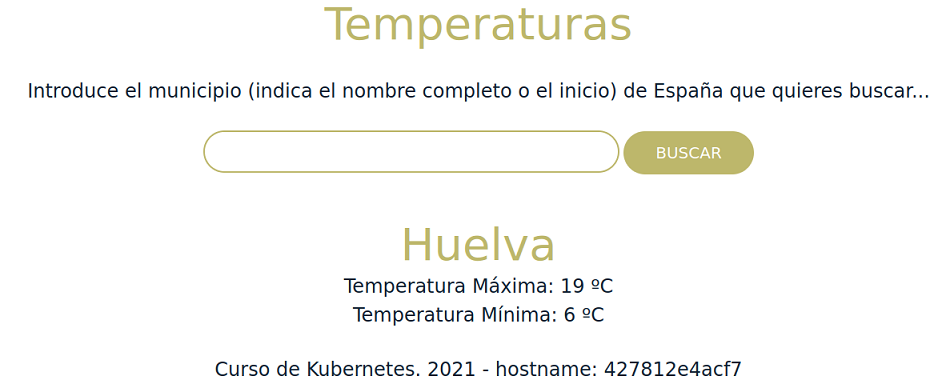 Temperaturas
Introduce el municipio (indica el nombre completo o el inicio) de España que quieres buscar...
BUSCAR
Huelva
Temperatura Máxima: 19 ºC
Temperatura Mínima: 6 ºC
Curso de Kubernetes. 2021 - hostname: 427812e4acf7